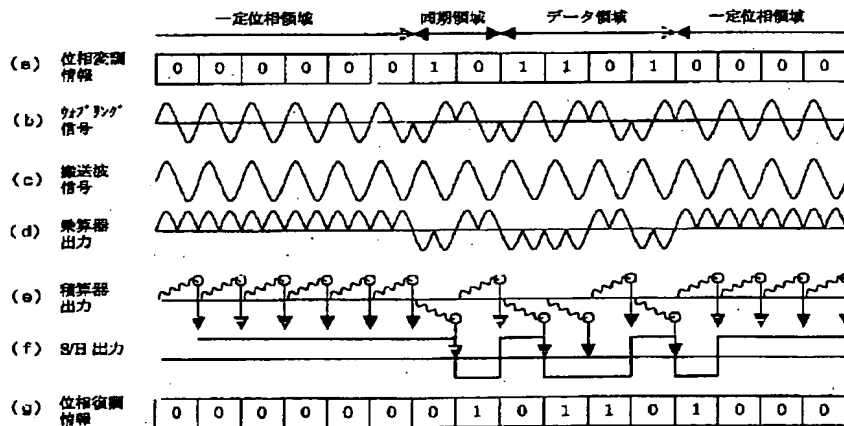 一定位相領域 同期領域 データ領域 一定位相領域
(a) 位相変調情報 0 0 0 0 0 0 1 0 1 1 0 1 0 0 0 0
(b) ウォブリング信号
(c) 搬送波信号
(d) 乗算器出力
(e) 積算器出力
(f) S/H 出力
(g) 位相復調情報 0 0 0 0 0 0 0 1 0 1 1 0 1 0 0 0